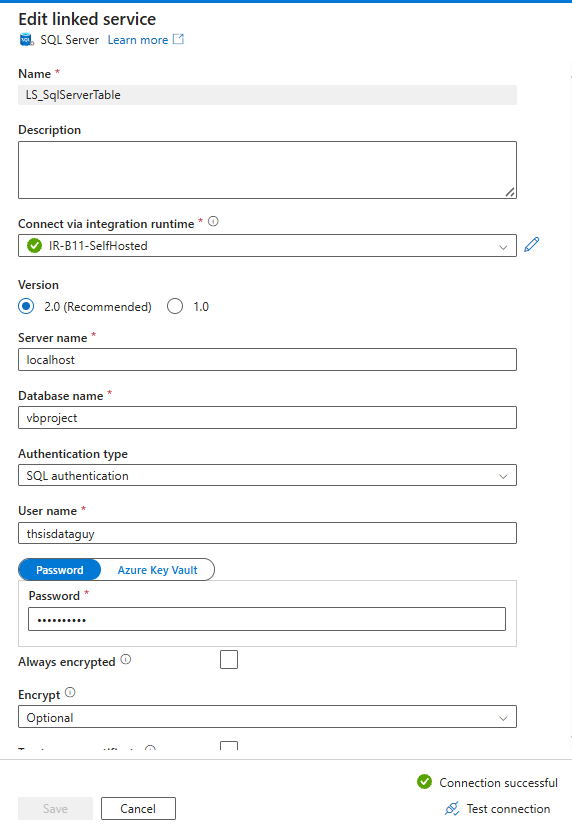 Edit linked service
SQL Server Learn more
Name *
LS_SqlServerTable
Description
Connect via integration runtime *
IR-B11-SelfHosted
Version
2.0 (Recommended) 1.0
Server name *
localhost
Database name *
vbproject
Authentication type
SQL authentication
User name *
thsisdataguy
Password Azure Key Vault
Password *
••••••••••
Always encrypted
Encrypt
Optional
Connection successful
Save Cancel Test connection